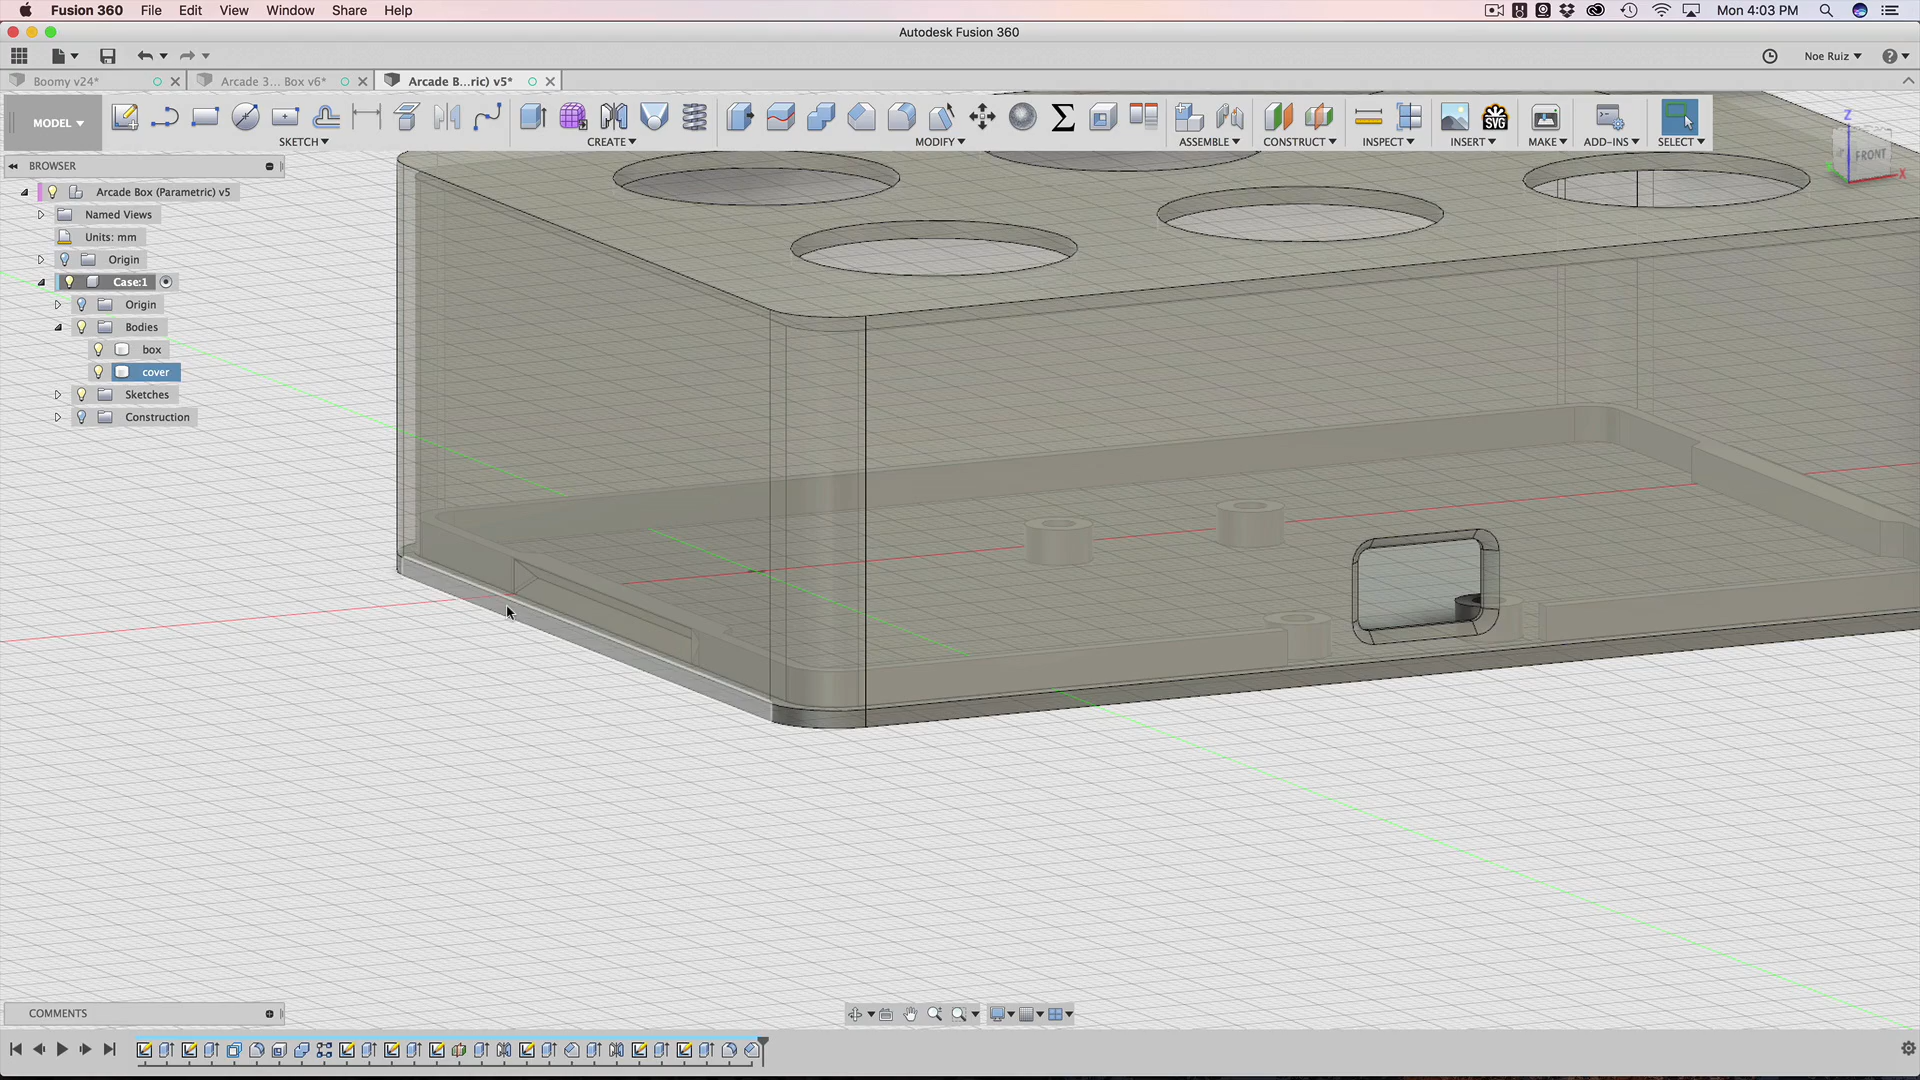 Fusion 360 File Edit View Window Share Help Mon 4:03 PM
Autodesk Fusion 360
Noe Ruiz
Boomy v24* Arcade 3... Box v6* Arcade B...ric) v5*
MODEL
SVG
SKETCH CREATE MODIFY ASSEMBLE CONSTRUCT INSPECT INSERT MAKE ADD-INS SELECT
Z
FRONT
X
BROWSER
Arcade Box (Parametric) v5
Named Views
Units: mm
Origin
Case:1
Origin
Bodies
box
cover
Sketches
Construction
COMMENTS